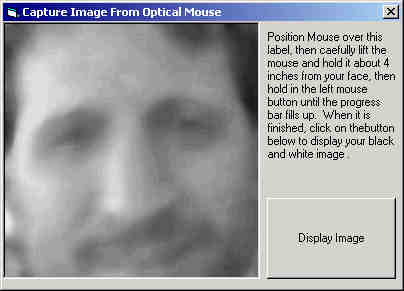 Capture Image From Optical Mouse
Position Mouse over this
label, then caefully lift the
mouse and hold it about 4
inches from your face, then
hold in the left mouse
button until the progress
bar fills up. When it is
finished, click on thebutton
below to display your black
and white image .
Display Image